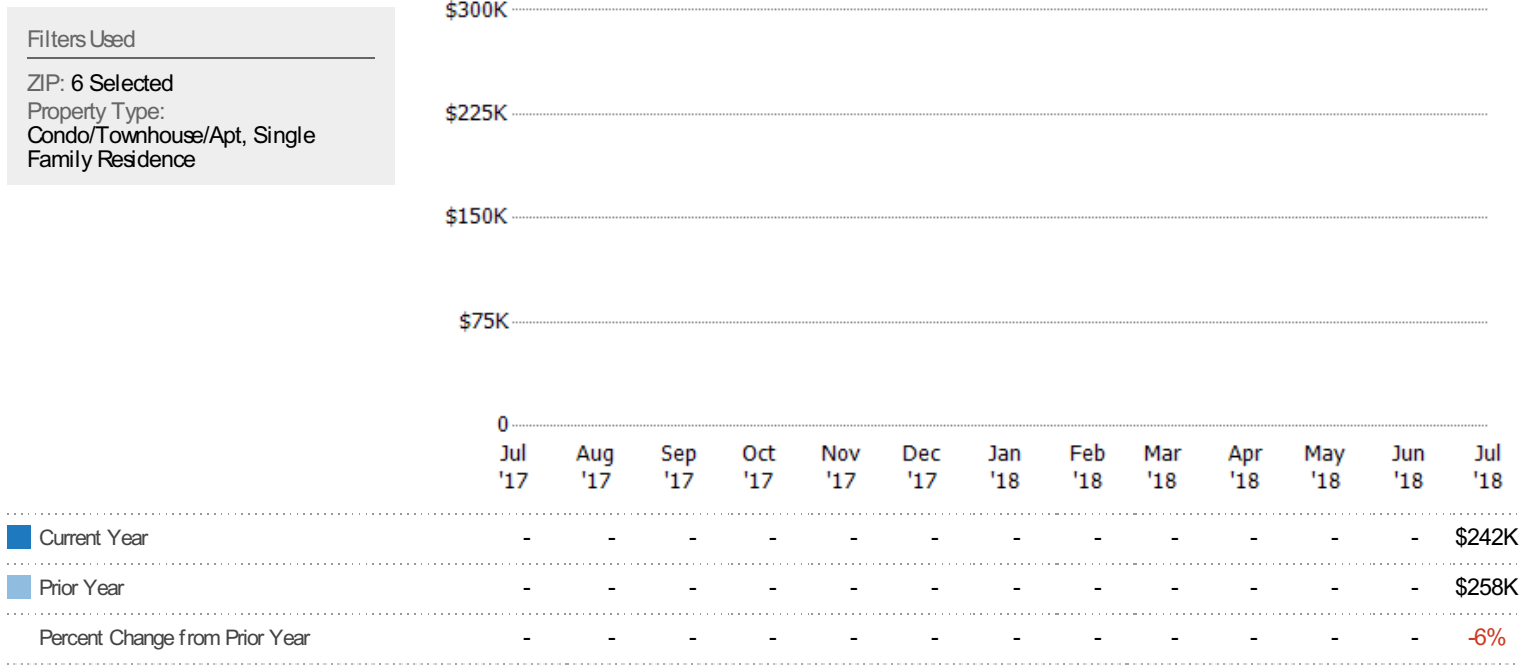 Filters Used
ZIP: 6 Selected
Property Type:
Condo/Townhouse/Apt, Single
Family Residence
$300K
$225K
$150K
$75K
0
Jul Aug Sep Oct Nov Dec Jan Feb Mar Apr May Jun Jul
'17 '17 '17 '17 '17 '17 '18 '18 '18 '18 '18 '18 '18
Current Year - - - - - - - - - - - - $242K
Prior Year - - - - - - - - - - - - $258K
Percent Change from Prior Year - - - - - - - - - - - - -6%